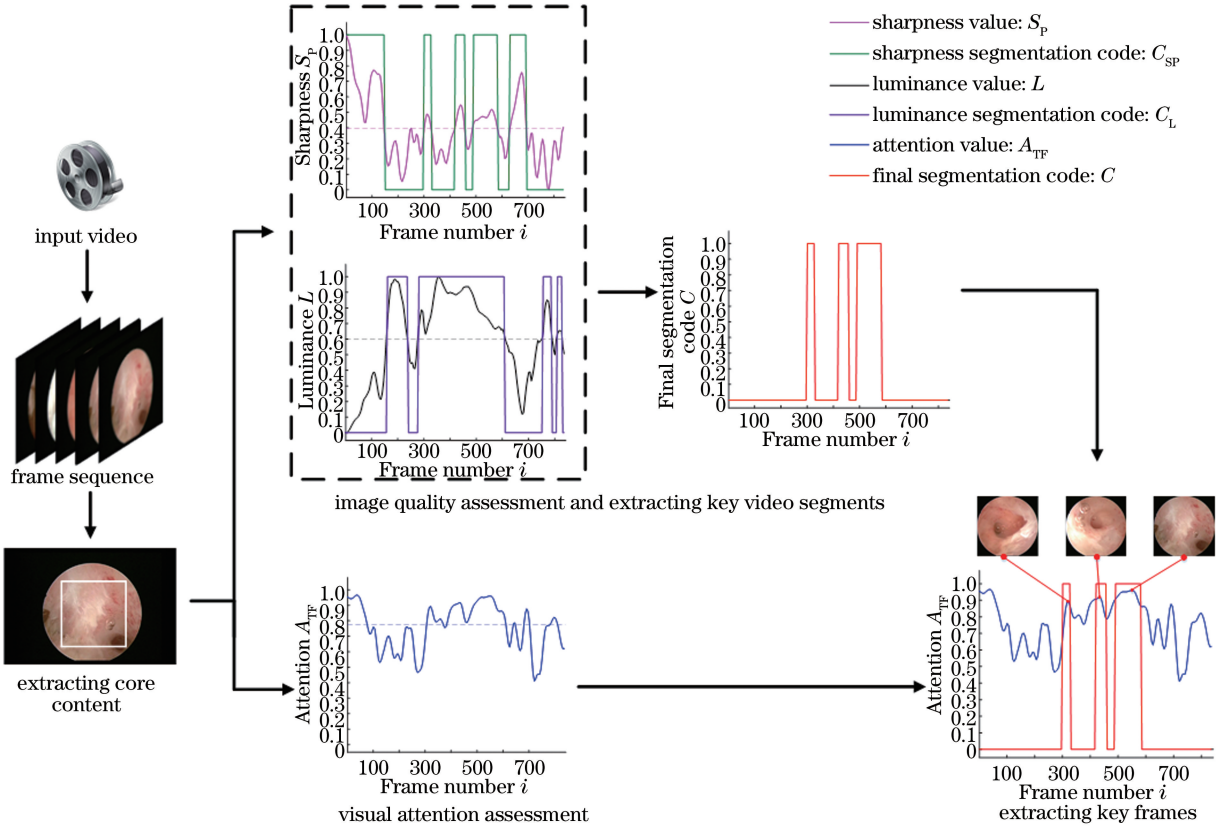 sharpness value: S_P
sharpness segmentation code: C_SP
luminance value: L
luminance segmentation code: C_L
attention value: A_TF
final segmentation code: C
input video
frame sequence
extracting core
content
Sharpness S_P
1.0
0.9
0.8
0.7
0.6
0.5
0.4
0.3
0.2
0.1
0
100 300 500 700
Frame number i
Luminance L
1.0
0.9
0.8
0.7
0.6
0.5
0.4
0.3
0.2
0.1
0
100 300 500 700
Frame number i
image quality assessment and extracting key video segments
Final segmentation
code C
1.0
0.9
0.8
0.7
0.6
0.5
0.4
0.3
0.2
0.1
0
100 300 500 700
Frame number i
Attention A_TF
1.0
0.9
0.8
0.7
0.6
0.5
0.4
0.3
0.2
0.1
0
100 300 500 700
Frame number i
visual attention assessment
Attention A_TF
1.0
0.9
0.8
0.7
0.6
0.5
0.4
0.3
0.2
0.1
0
100 300 500 700
Frame number i
extracting key frames